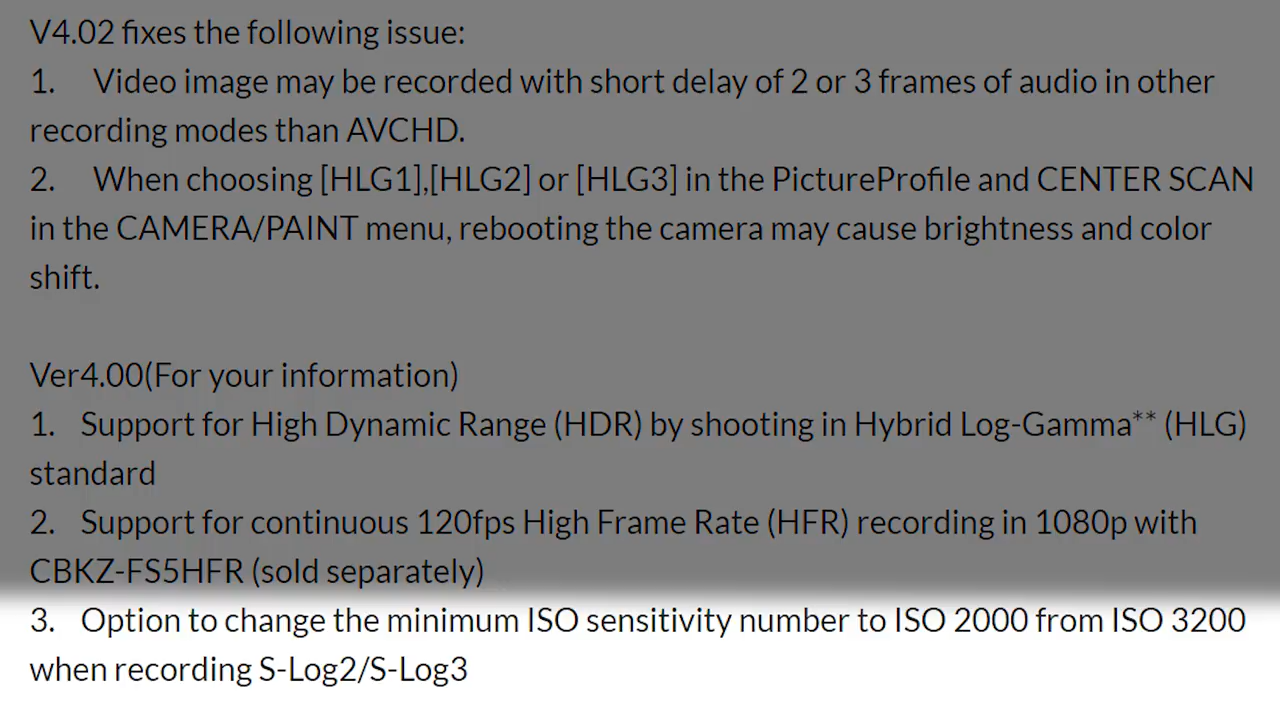 V4.02 fixes the following issue:
1. Video image may be recorded with short delay of 2 or 3 frames of audio in other
recording modes than AVCHD.
2. When choosing [HLG1],[HLG2] or [HLG3] in the PictureProfile and CENTER SCAN
in the CAMERA/PAINT menu, rebooting the camera may cause brightness and color
shift.
Ver4.00(For your information)
1. Support for High Dynamic Range (HDR) by shooting in Hybrid Log-Gamma** (HLG)
standard
2. Support for continuous 120fps High Frame Rate (HFR) recording in 1080p with
CBKZ-FS5HFR (sold separately)
3. Option to change the minimum ISO sensitivity number to ISO 2000 from ISO 3200
when recording S-Log2/S-Log3